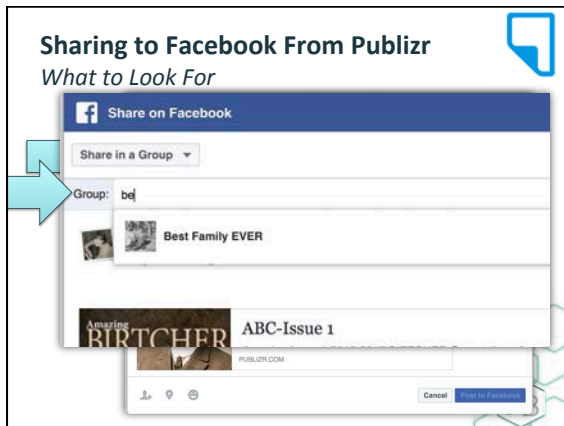 Sharing to Facebook From Publizr
What to Look For
f Share on Facebook
Share in a Group
Group: be
Best Family EVER
Amazing
BIRTCHER
ABC-Issue 1
PUBLIZR.COM
Cancel Post to Facebook